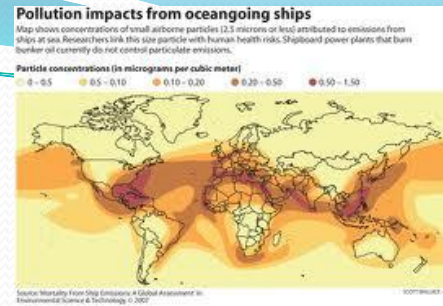 Pollution impacts from oceangoing ships
Map shows concentrations of small airborne particles (2.5 microns or less) attributed to emissions from
ships at sea. Researchers link this size particle with human health risks. Shipboard power plants that burn
bunker oil currently do not control particulate emissions.
Particle concentrations (in micrograms per cubic meter)
0 – 0.5 0.5 – 0.10 0.10 – 0.20 0.20 – 0.50 0.50 – 1.50
Source: Mortality From Ship Emissions: A Global Assessment in
Environmental Science & Technology, © 2007
SCOTT WALLACE